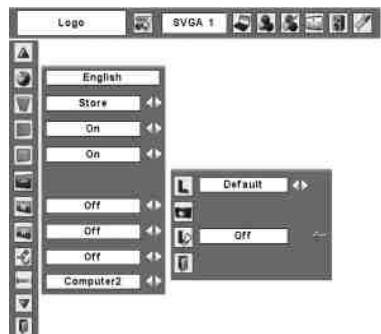 Logo SVGA 1
English
Store
On
On
Default
Off
Off
Off
Off
Computer2